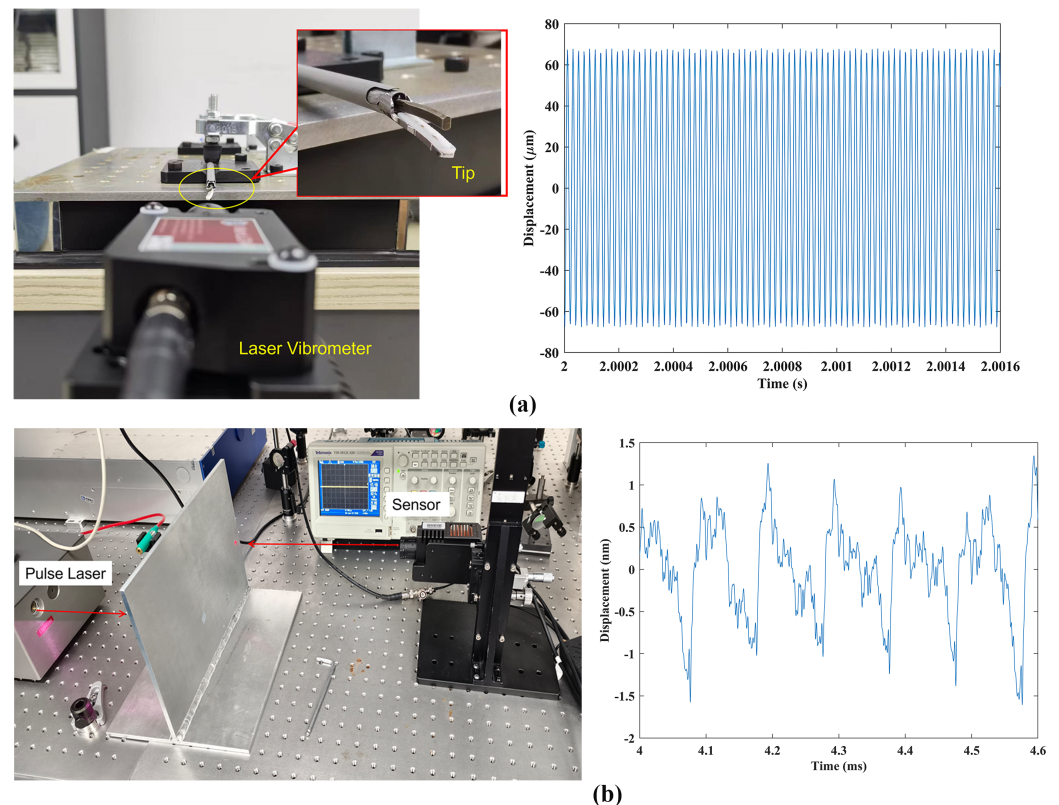 Tip
Laser Vibrometer
80
60
40
20
0
-20
-40
-60
-80
Displacement (μm)
2 2.0002 2.0004 2.0006 2.0008 2.001 2.0012 2.0014 2.0016
Time (s)
(a)
Tektronix
Sensor
Pulse Laser
1.5
1
0.5
0
-0.5
-1
-1.5
-2
Displacement (nm)
4 4.1 4.2 4.3 4.4 4.5 4.6
Time (ms)
(b)